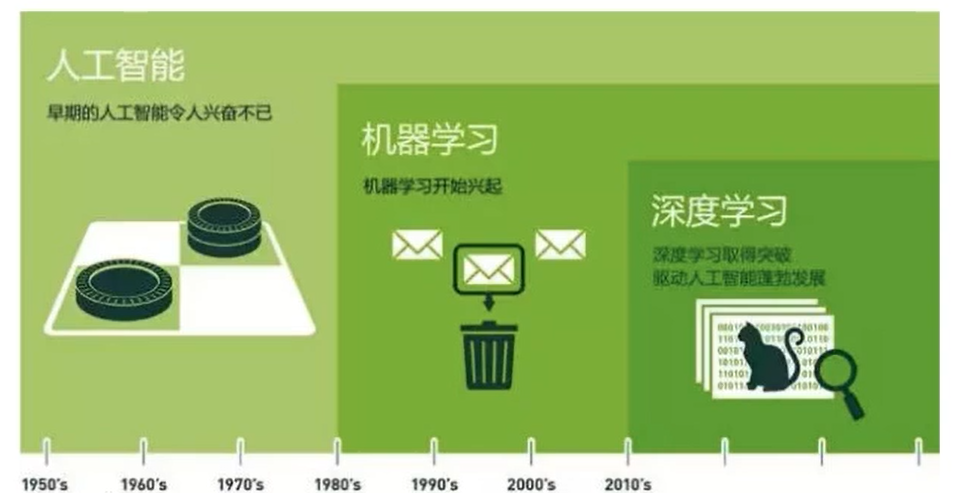 人工智能
早期的人工智能令人兴奋不已
机器学习
机器学习开始兴起
深度学习
深度学习取得突破
驱动人工智能蓬勃发展
1950's 1960's 1970's 1980's 1990's 2000's 2010's